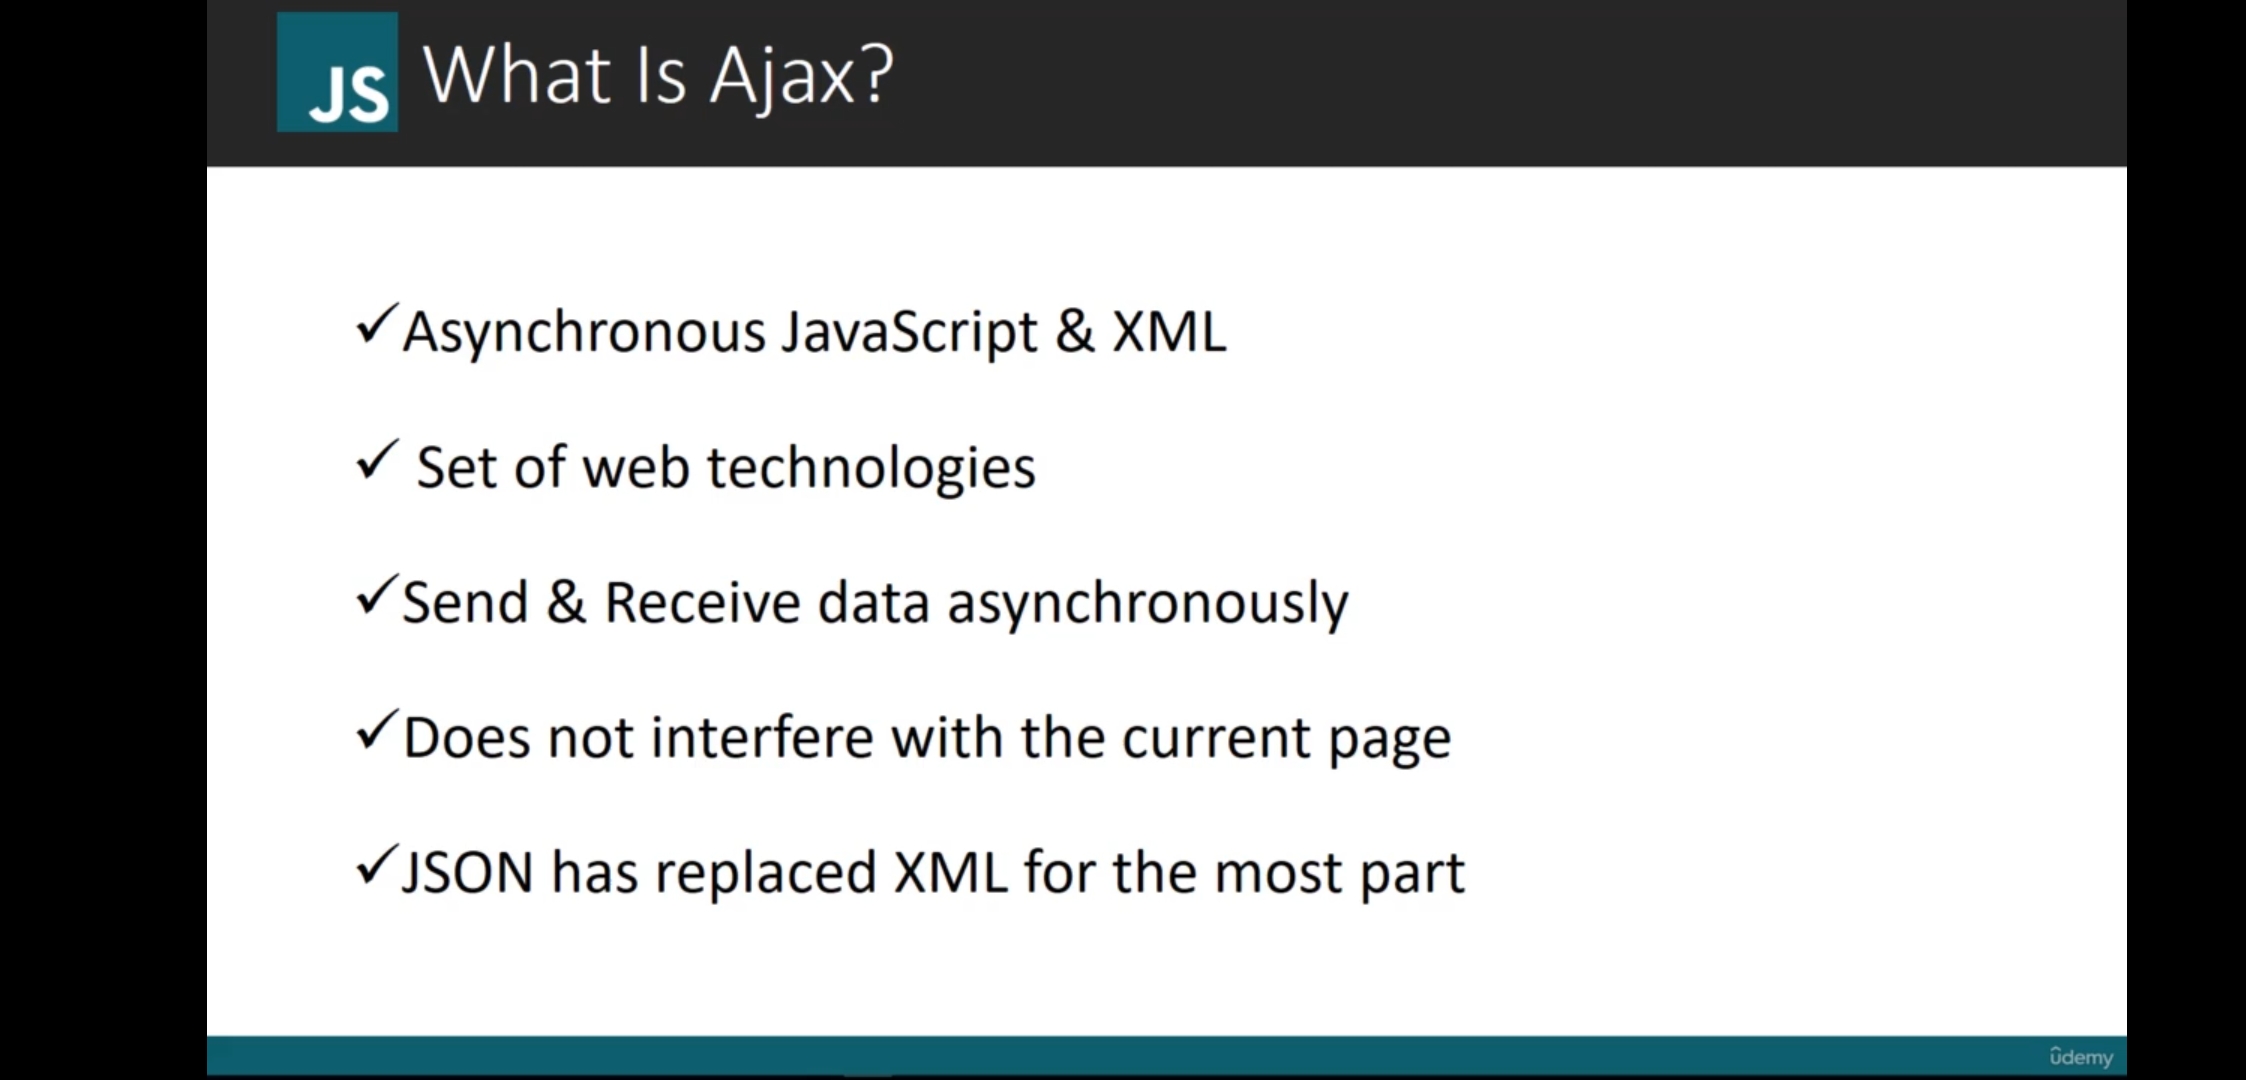 JS What Is Ajax?
✓Asynchronous JavaScript & XML
✓ Set of web technologies
✓Send & Receive data asynchronously
✓Does not interfere with the current page
✓JSON has replaced XML for the most part
ûdemy